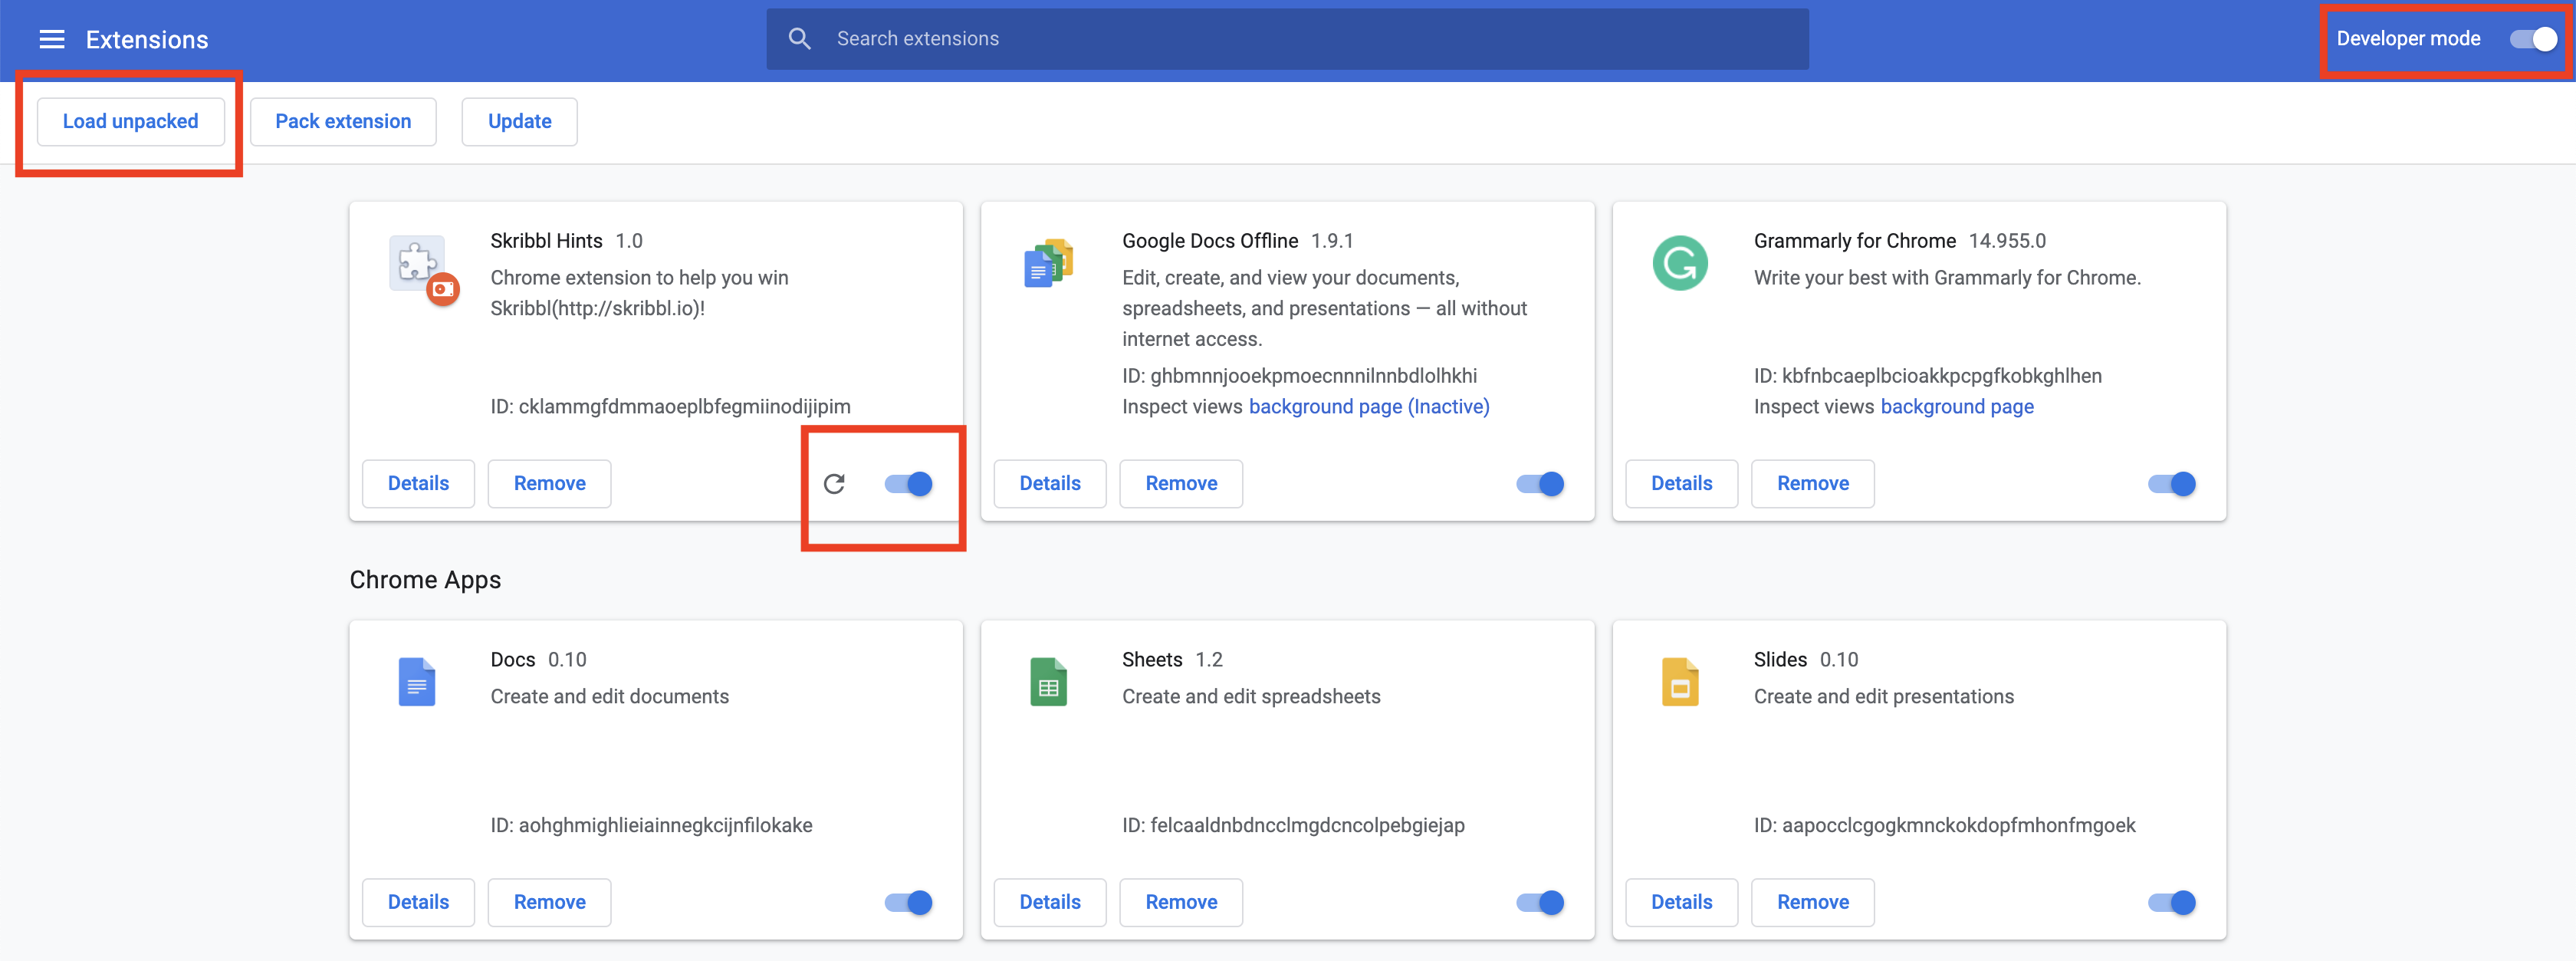 Extensions
Search extensions
Developer mode
Load unpacked
Pack extension
Update
Skribbl Hints 1.0
Chrome extension to help you win
Skribbl(http://skribbl.io)!
ID: cklammgfdmmaoeplbfegmiinodijipim
Details
Remove
Google Docs Offline 1.9.1
Edit, create, and view your documents,
spreadsheets, and presentations — all without
internet access.
ID: ghbmnnjooekpmoecnnnilnnbdlolhkhi
Inspect views background page (Inactive)
Details
Remove
Grammarly for Chrome 14.955.0
Write your best with Grammarly for Chrome.
ID: kbfnbcaeplbcioakkpcpgfkobkghlhen
Inspect views background page
Details
Remove
Chrome Apps
Docs 0.10
Create and edit documents
ID: aohghmighlieiainnegkcijnfilokake
Details
Remove
Sheets 1.2
Create and edit spreadsheets
ID: felcaaldnbdncclmgdcncolpebgiejap
Details
Remove
Slides 0.10
Create and edit presentations
ID: aapocclcgogkmnckokdopfmhonfmgoek
Details
Remove